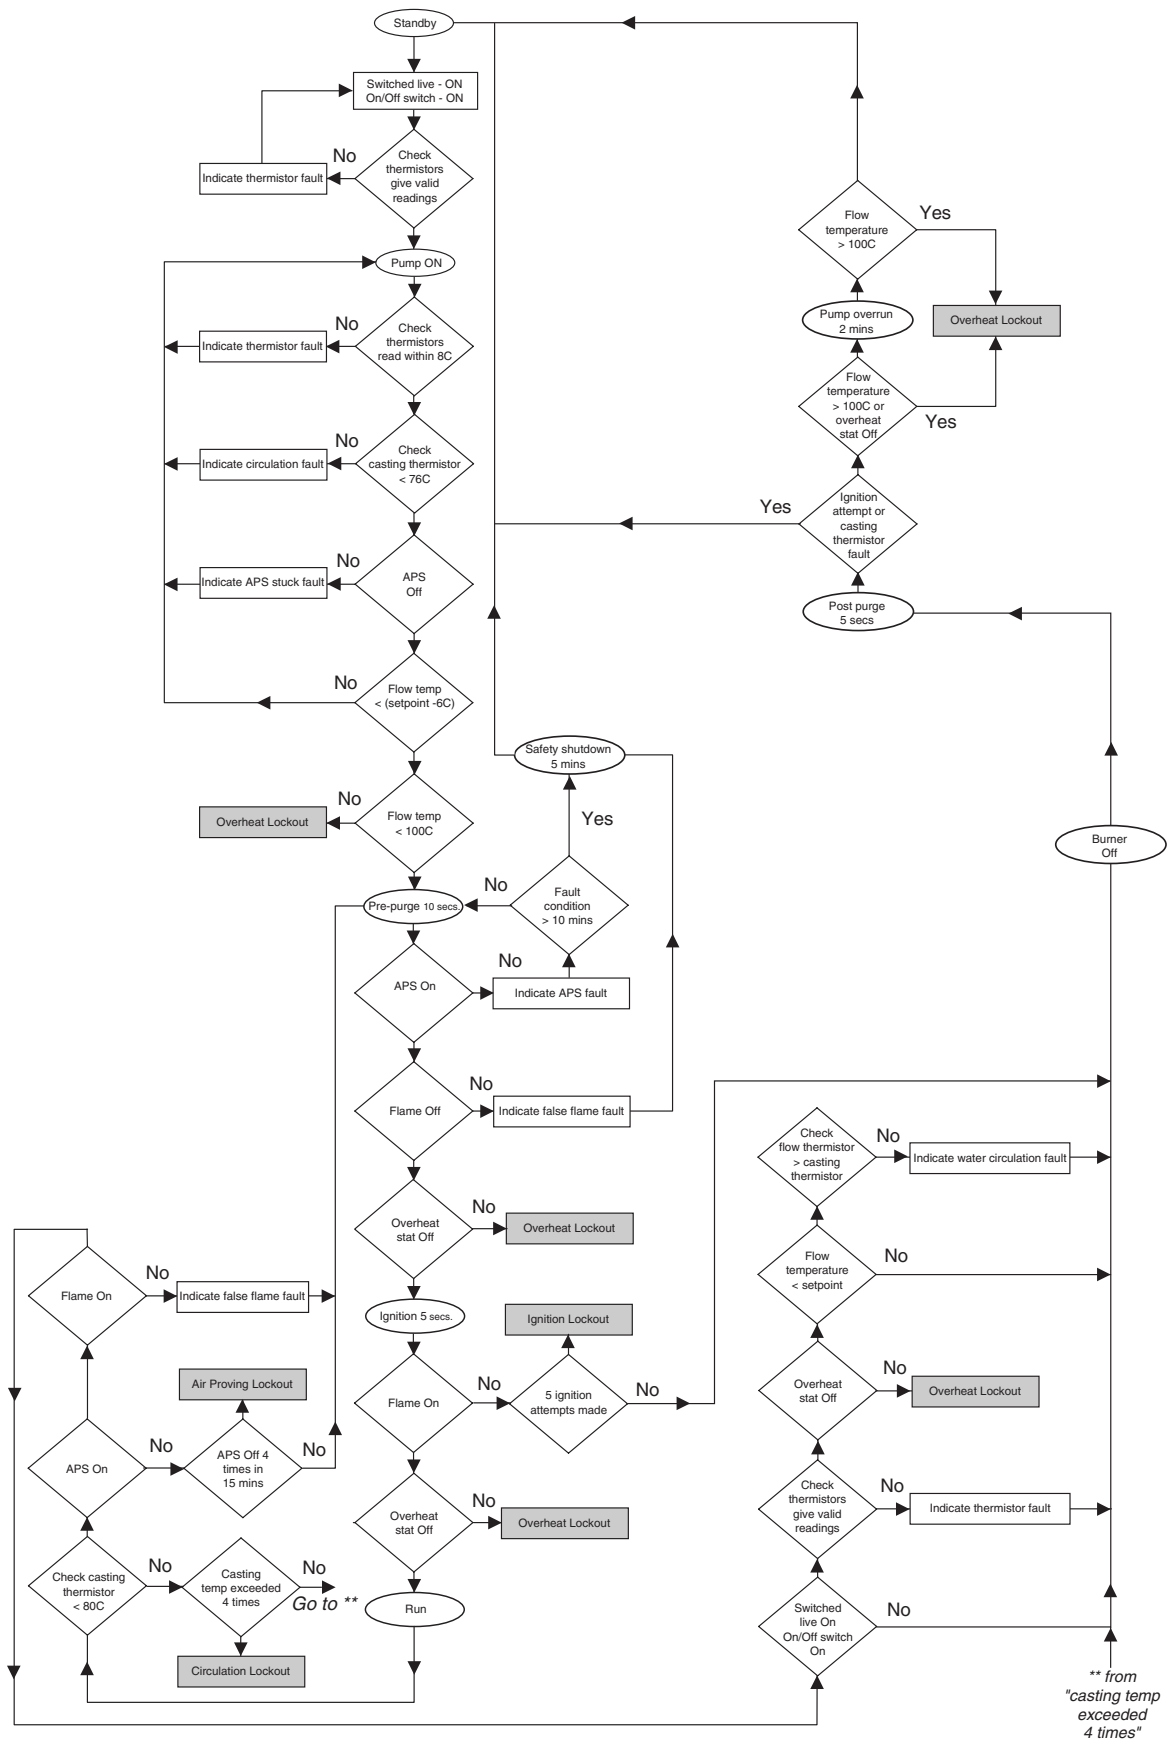 Standby
Switched live - ON
On/Off switch - ON
Check
thermistors
give valid
readings
No
Indicate thermistor fault
Pump ON
Check
thermistors
read within 8C
No
Indicate thermistor fault
Check
casting thermistor
< 76C
No
Indicate circulation fault
APS
Off
No
Indicate APS stuck fault
Flow temp
< (setpoint -6C)
No
Flow temp
< 100C
No
Overheat Lockout
Pre-purge 10 secs.
No
Fault
condition
> 10 mins
Yes
Safety shutdown
5 mins
APS On
No
Indicate APS fault
Flame Off
No
Indicate false flame fault
Overheat
stat Off
No
Overheat Lockout
Ignition 5 secs.
Flame On
No
5 ignition
attempts made
Ignition Lockout
No
Overheat
stat Off
No
Overheat Lockout
Run
Check casting
thermistor
< 80C
No
Casting
temp exceeded
4 times
No
Go to **
Circulation Lockout
APS On
No
APS Off 4
times in
15 mins
No
Air Proving Lockout
Flame On
No
Indicate false flame fault
Switched
live On
On/Off switch
On
No
** from
"casting temp
exceeded
4 times"
Check
thermistors
give valid
readings
No
Indicate thermistor fault
Overheat
stat Off
No
Overheat Lockout
Flow
temperature
< setpoint
No
Check
flow thermistor
> casting
thermistor
No
Indicate water circulation fault
Burner
Off
Post purge
5 secs
Ignition
attempt or
casting
thermistor
fault
Yes
Flow
temperature
> 100C or
overheat
stat Off
Yes
Pump overrun
2 mins
Overheat Lockout
Flow
temperature
> 100C
Yes